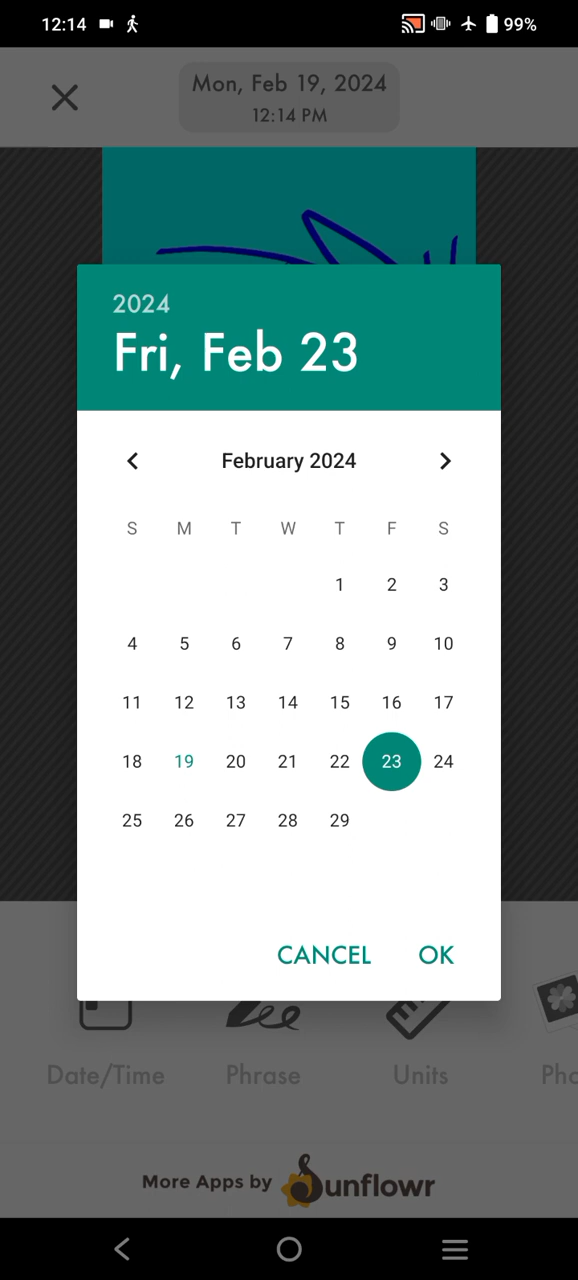 12:14 99%
Mon, Feb 19, 2024
12:14 PM
2024
Fri, Feb 23
February 2024
S M T W T F S
1 2 3
4 5 6 7 8 9 10
11 12 13 14 15 16 17
18 19 20 21 22 23 24
25 26 27 28 29
CANCEL OK
Date/Time Phrase Units Pho
More Apps by Sunflowr